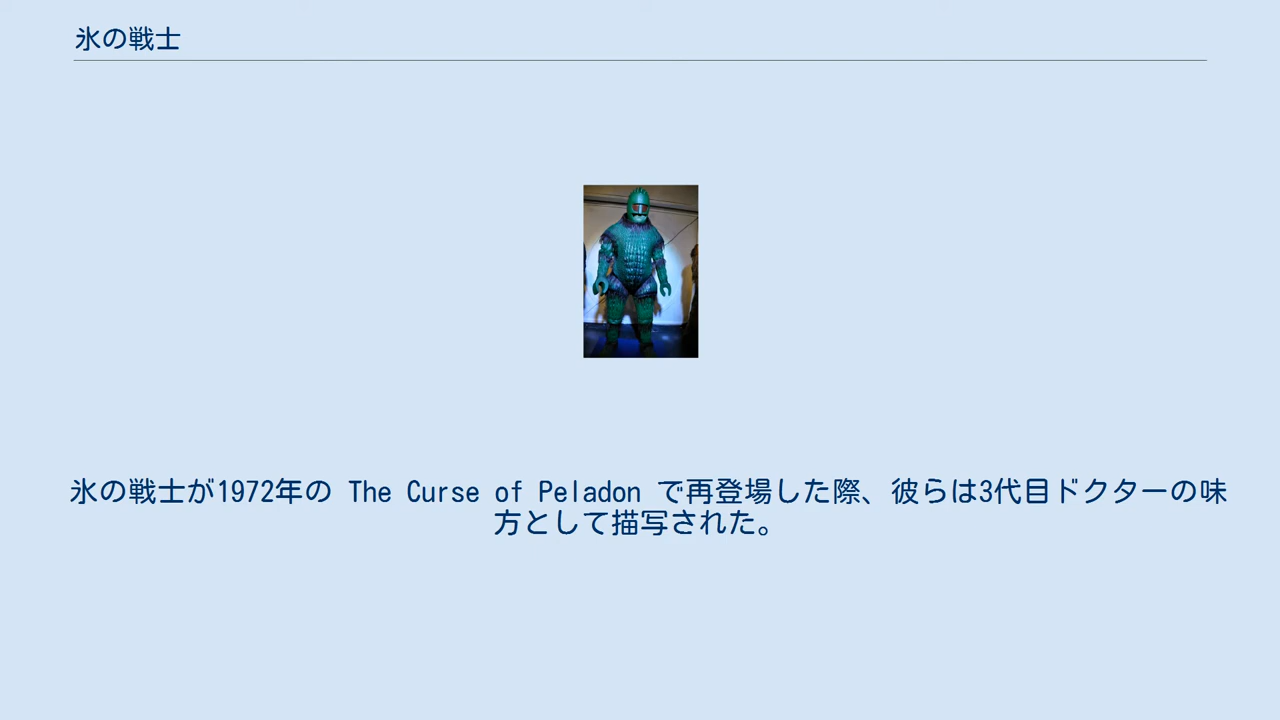 氷の戦士
氷の戦士が1972年の The Curse of Peladon で再登場した際、彼らは3代目ドクターの味
方として描写された。